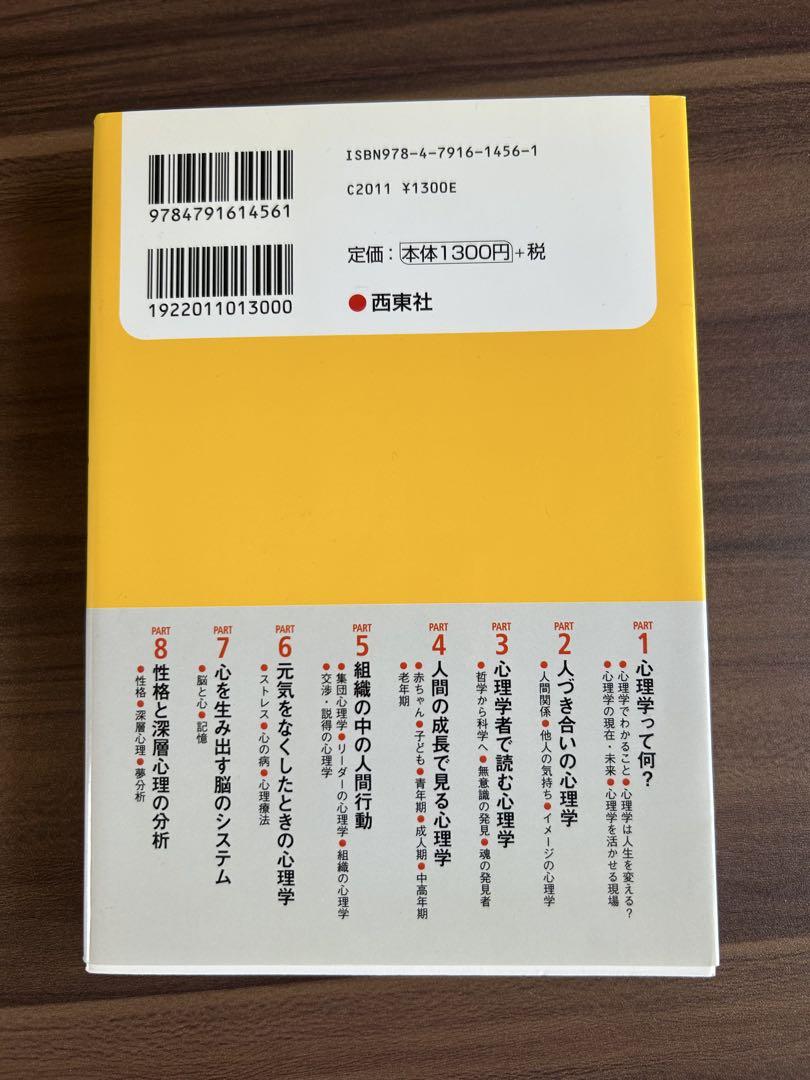 ISBN978-4-7916-1456-1
C2011 ¥1300E
9784791614561
1922011013000
定価：本体1300円+税
●西東社
PART
1
心理学って何？
●心理学でわかること●心理学は人生を変える？
●心理学の現在・未来●心理学を活かせる現場
PART
2
人づき合いの心理学
●人間関係●他人の気持ち●イメージの心理学
PART
3
心理学者で読む心理学
●哲学から科学へ●無意識の発見●魂の発見者
PART
4
人間の成長で見る心理学
●赤ちゃん●子ども●青年期●成人期●中高年期
●老年期
PART
5
組織の中の人間行動
●集団心理学●リーダーの心理学●組織の心理学
●交渉・説得の心理学
PART
6
元気をなくしたときの心理学
●ストレス●心の病●心理療法
PART
7
心を生み出す脳のシステム
●脳と心●記憶
PART
8
性格と深層心理の分析
●性格●深層心理●夢分析